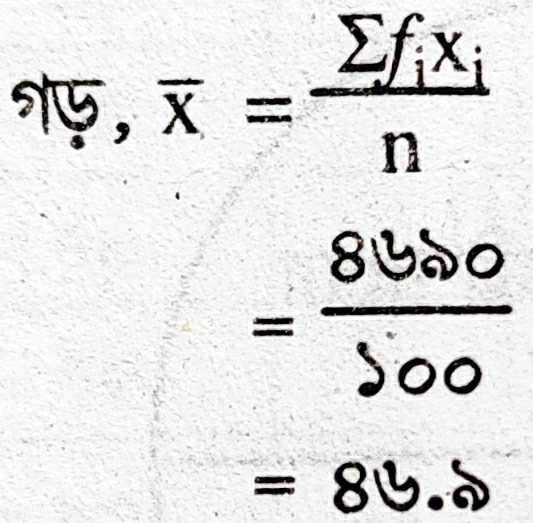 গড়, x̄ = Σfᵢxᵢ / n
= ৪৬৯০ / ১০০
= ৪৬.৯